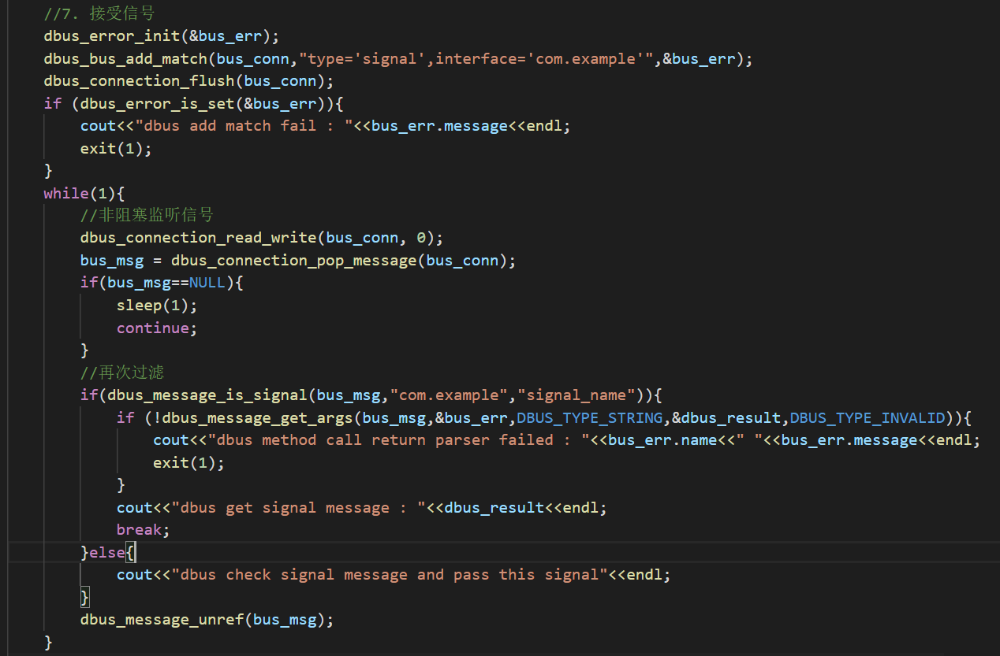 //7. 接受信号
dbus_error_init(&bus_err);
dbus_bus_add_match(bus_conn,"type='signal',interface='com.example'",&bus_err);
dbus_connection_flush(bus_conn);
if (dbus_error_is_set(&bus_err)){
cout<<"dbus add match fail : "<<bus_err.message<<endl;
exit(1);
}
while(1){
//非阻塞监听信号
dbus_connection_read_write(bus_conn, 0);
bus_msg = dbus_connection_pop_message(bus_conn);
if(bus_msg==NULL){
sleep(1);
continue;
}
//再次过滤
if(dbus_message_is_signal(bus_msg,"com.example","signal_name")){
if (!dbus_message_get_args(bus_msg,&bus_err,DBUS_TYPE_STRING,&dbus_result,DBUS_TYPE_INVALID)){
cout<<"dbus method call return parser failed : "<<bus_err.name<<" "<<bus_err.message<<endl;
exit(1);
}
cout<<"dbus get signal message : "<<dbus_result<<endl;
break;
}else{
cout<<"dbus check signal message and pass this signal"<<endl;
}
dbus_message_unref(bus_msg);
}